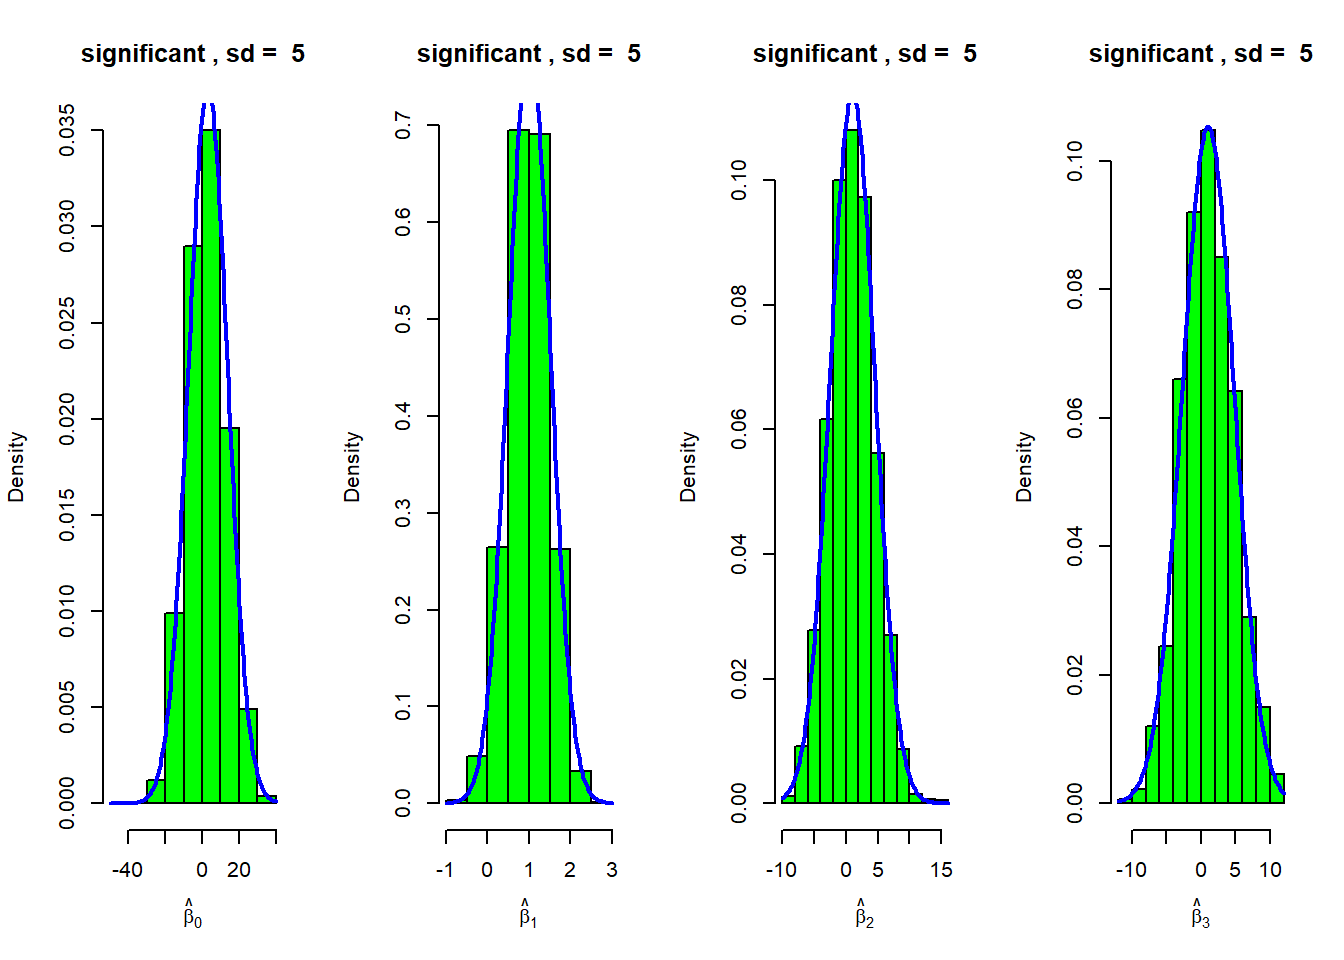 significant , sd =  5
Density
0.000 0.005 0.010 0.015 0.020 0.025 0.030 0.035
-40 0 20
β̂0
significant , sd =  5
Density
0.0 0.1 0.2 0.3 0.4 0.5 0.6 0.7
-1 0 1 2 3
β̂1
significant , sd =  5
Density
0.00 0.02 0.04 0.06 0.08 0.10
-10 0 5 15
β̂2
significant , sd =  5
Density
0.00 0.02 0.04 0.06 0.08 0.10
-10 0 5 10
β̂3